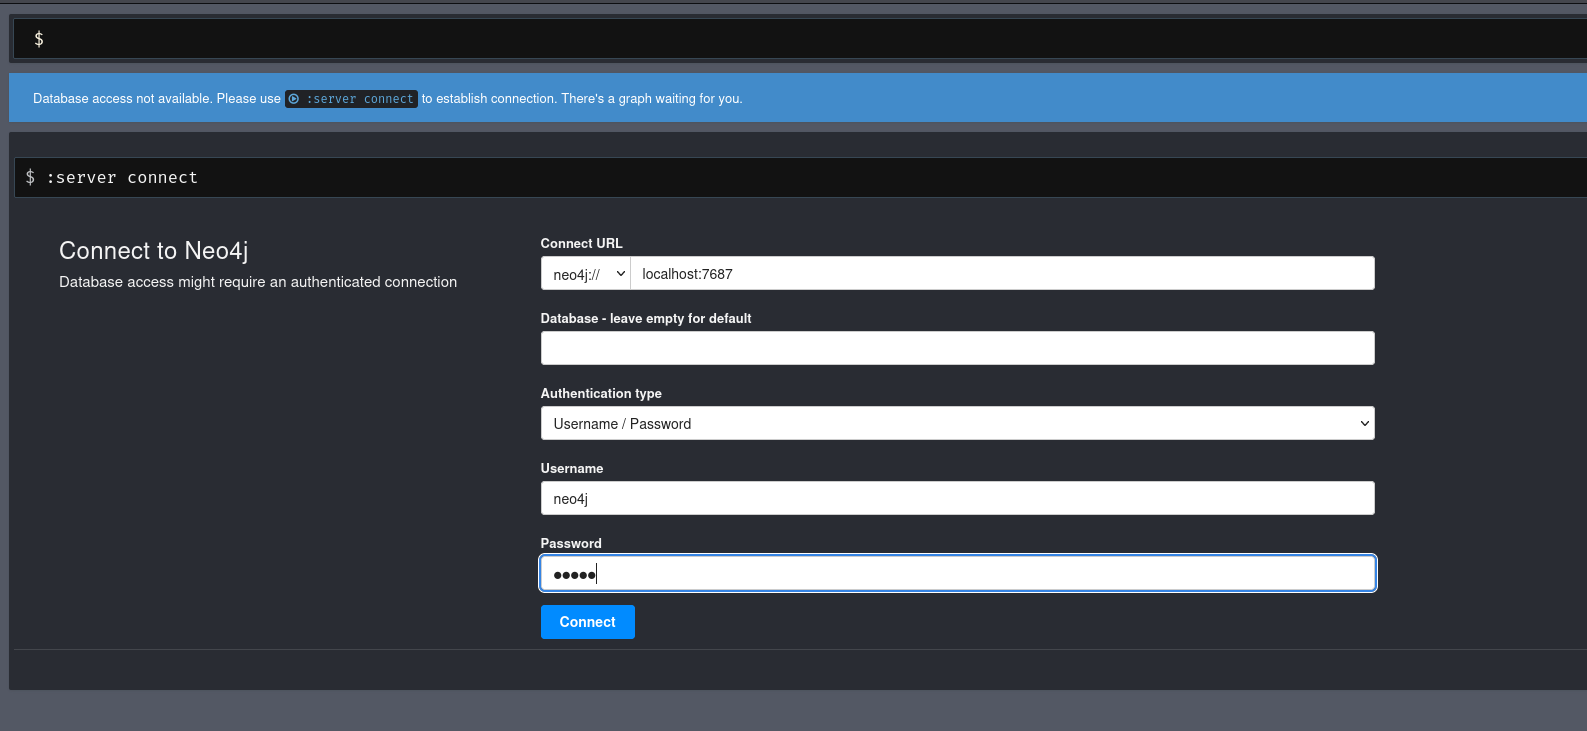 $
Database access not available. Please use :server connect to establish connection. There's a graph waiting for you.
$ :server connect
Connect to Neo4j
Database access might require an authenticated connection
Connect URL
neo4j:// localhost:7687
Database - leave empty for default
Authentication type
Username / Password
Username
neo4j
Password
•••••
Connect